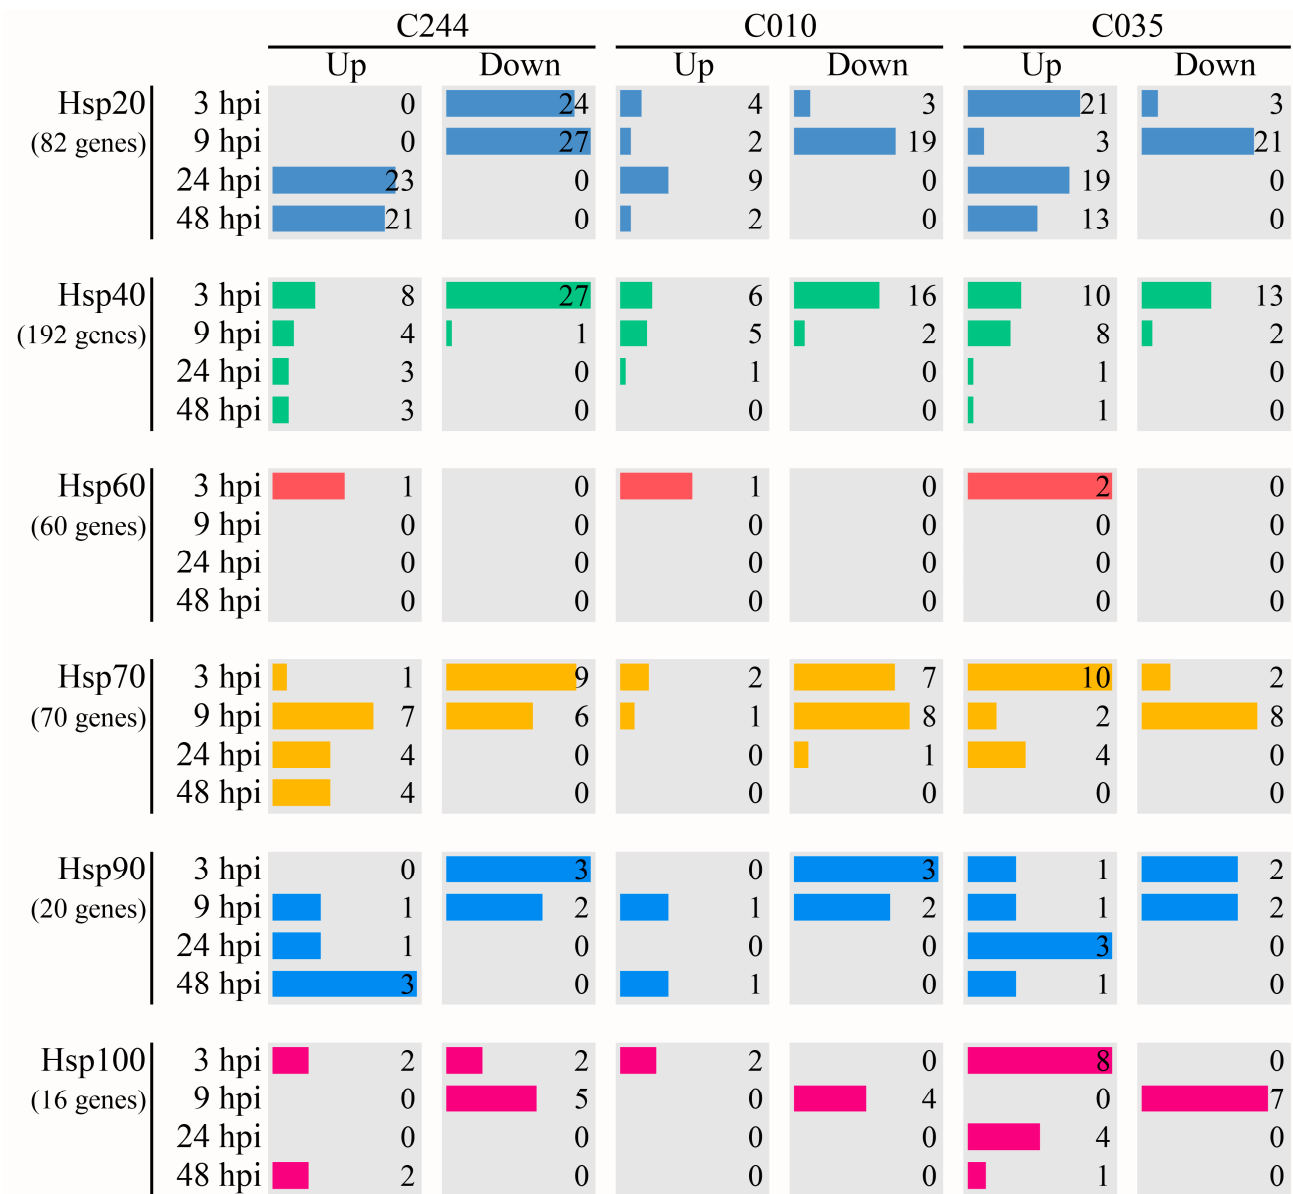 C244 C010 C035
Up Down Up Down Up Down
Hsp20 3 hpi 0 24 4 3 21 3
(82 genes) 9 hpi 0 27 2 19 3 21
24 hpi 23 0 9 0 19 0
48 hpi 21 0 2 0 13 0
Hsp40 3 hpi 8 27 6 16 10 13
(192 genes) 9 hpi 4 1 5 2 8 2
24 hpi 3 0 1 0 1 0
48 hpi 3 0 0 0 1 0
Hsp60 3 hpi 1 0 1 0 2 0
(60 genes) 9 hpi 0 0 0 0 0 0
24 hpi 0 0 0 0 0 0
48 hpi 0 0 0 0 0 0
Hsp70 3 hpi 1 9 2 7 10 2
(70 genes) 9 hpi 7 6 1 8 2 8
24 hpi 4 0 0 1 4 0
48 hpi 4 0 0 0 0 0
Hsp90 3 hpi 0 3 0 3 1 2
(20 genes) 9 hpi 1 2 1 2 1 2
24 hpi 1 0 0 0 3 0
48 hpi 3 0 1 0 1 0
Hsp100 3 hpi 2 2 2 0 8 0
(16 genes) 9 hpi 0 5 0 4 0 7
24 hpi 0 0 0 0 4 0
48 hpi 2 0 0 0 1 0